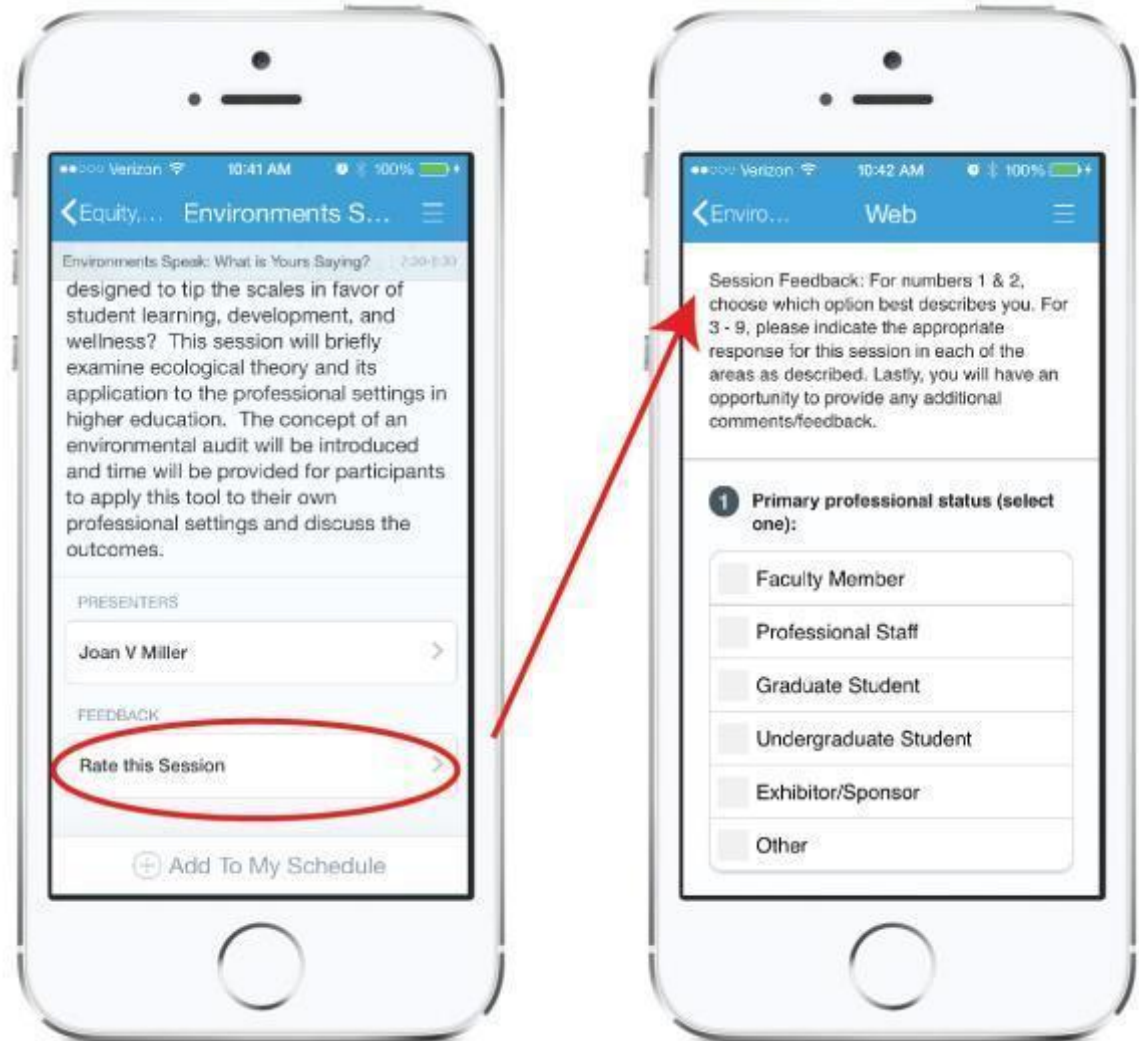 Verizon 10:41 AM 100%
Equity,... Environments S...
Environments Speak: What is Yours Saying?
designed to tip the scales in favor of
student learning, development, and
wellness? This session will briefly
examine ecological theory and its
application to the professional settings in
higher education. The concept of an
environmental audit will be introduced
and time will be provided for participants
to apply this tool to their own
professional settings and discuss the
outcomes.
PRESENTERS
Joan V Miller
FEEDBACK
Rate this Session
Add To My Schedule
Verizon 10:42 AM 100%
Enviro... Web
Session Feedback: For numbers 1 & 2,
choose which option best describes you. For
3 - 9, please indicate the appropriate
response for this session in each of the
areas as described. Lastly, you will have an
opportunity to provide any additional
comments/feedback.
1 Primary professional status (select
one):
Faculty Member
Professional Staff
Graduate Student
Undergraduate Student
Exhibitor/Sponsor
Other